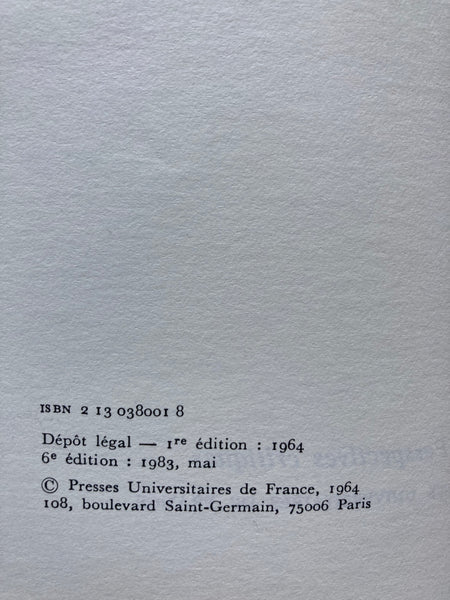 ISBN 2 13 038001 8
Dépôt légal — 1re édition : 1964
6e édition : 1983, mai
© Presses Universitaires de France, 1964
108, boulevard Saint-Germain, 75006 Paris